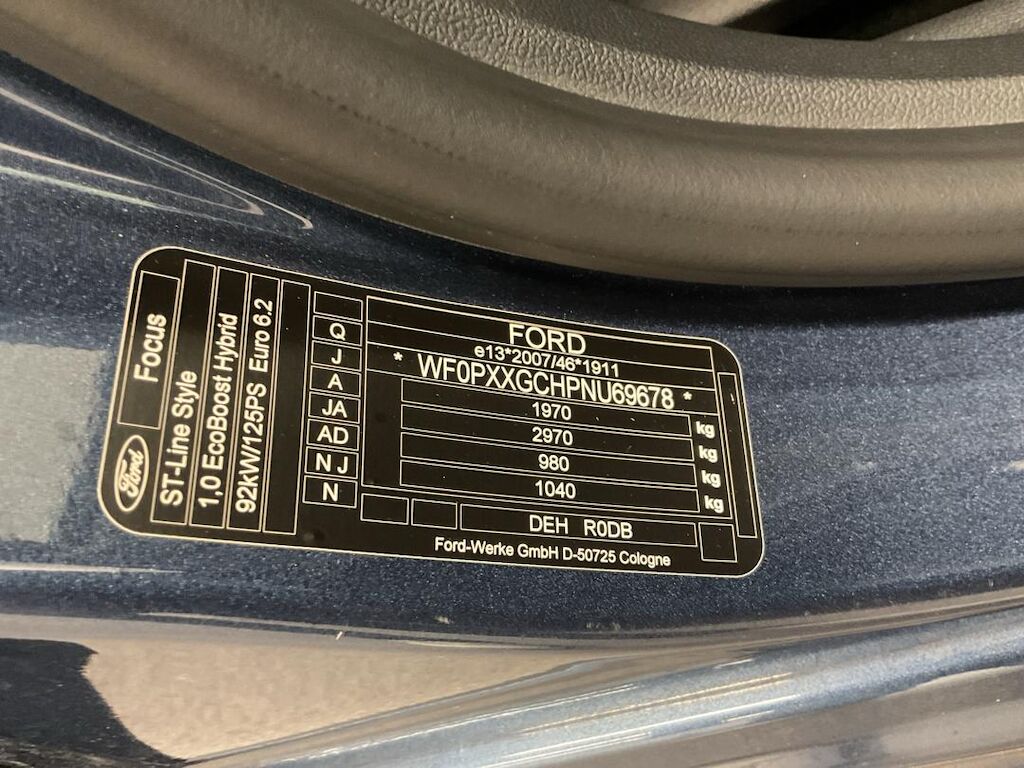 Ford
Focus
ST-Line Style
1,0 EcoBoost Hybrid
92kW/125PS Euro 6.2
Q
J
A
JA
AD
N J
N
FORD
e13*2007/46*1911
* WF0PXXGCHPNU69678 *
1970 kg
2970 kg
980 kg
1040 kg
DEH R0DB
Ford-Werke GmbH D-50725 Cologne